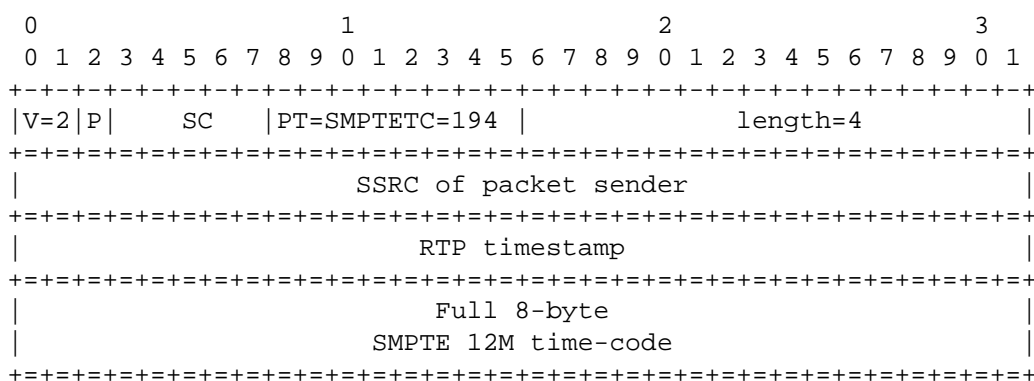 0                   1                   2                   3
 0 1 2 3 4 5 6 7 8 9 0 1 2 3 4 5 6 7 8 9 0 1 2 3 4 5 6 7 8 9 0 1
+-+-+-+-+-+-+-+-+-+-+-+-+-+-+-+-+-+-+-+-+-+-+-+-+-+-+-+-+-+-+-+-+
|V=2|P|    SC   |PT=SMPTETC=194 |             length=4          |
+=+=+=+=+=+=+=+=+=+=+=+=+=+=+=+=+=+=+=+=+=+=+=+=+=+=+=+=+=+=+=+=+
|                     SSRC of packet sender                     |
+=+=+=+=+=+=+=+=+=+=+=+=+=+=+=+=+=+=+=+=+=+=+=+=+=+=+=+=+=+=+=+=+
|                         RTP timestamp                         |
+=+=+=+=+=+=+=+=+=+=+=+=+=+=+=+=+=+=+=+=+=+=+=+=+=+=+=+=+=+=+=+=+
|                          Full 8-byte                          |
|                      SMPTE 12M time-code                      |
+=+=+=+=+=+=+=+=+=+=+=+=+=+=+=+=+=+=+=+=+=+=+=+=+=+=+=+=+=+=+=+=+